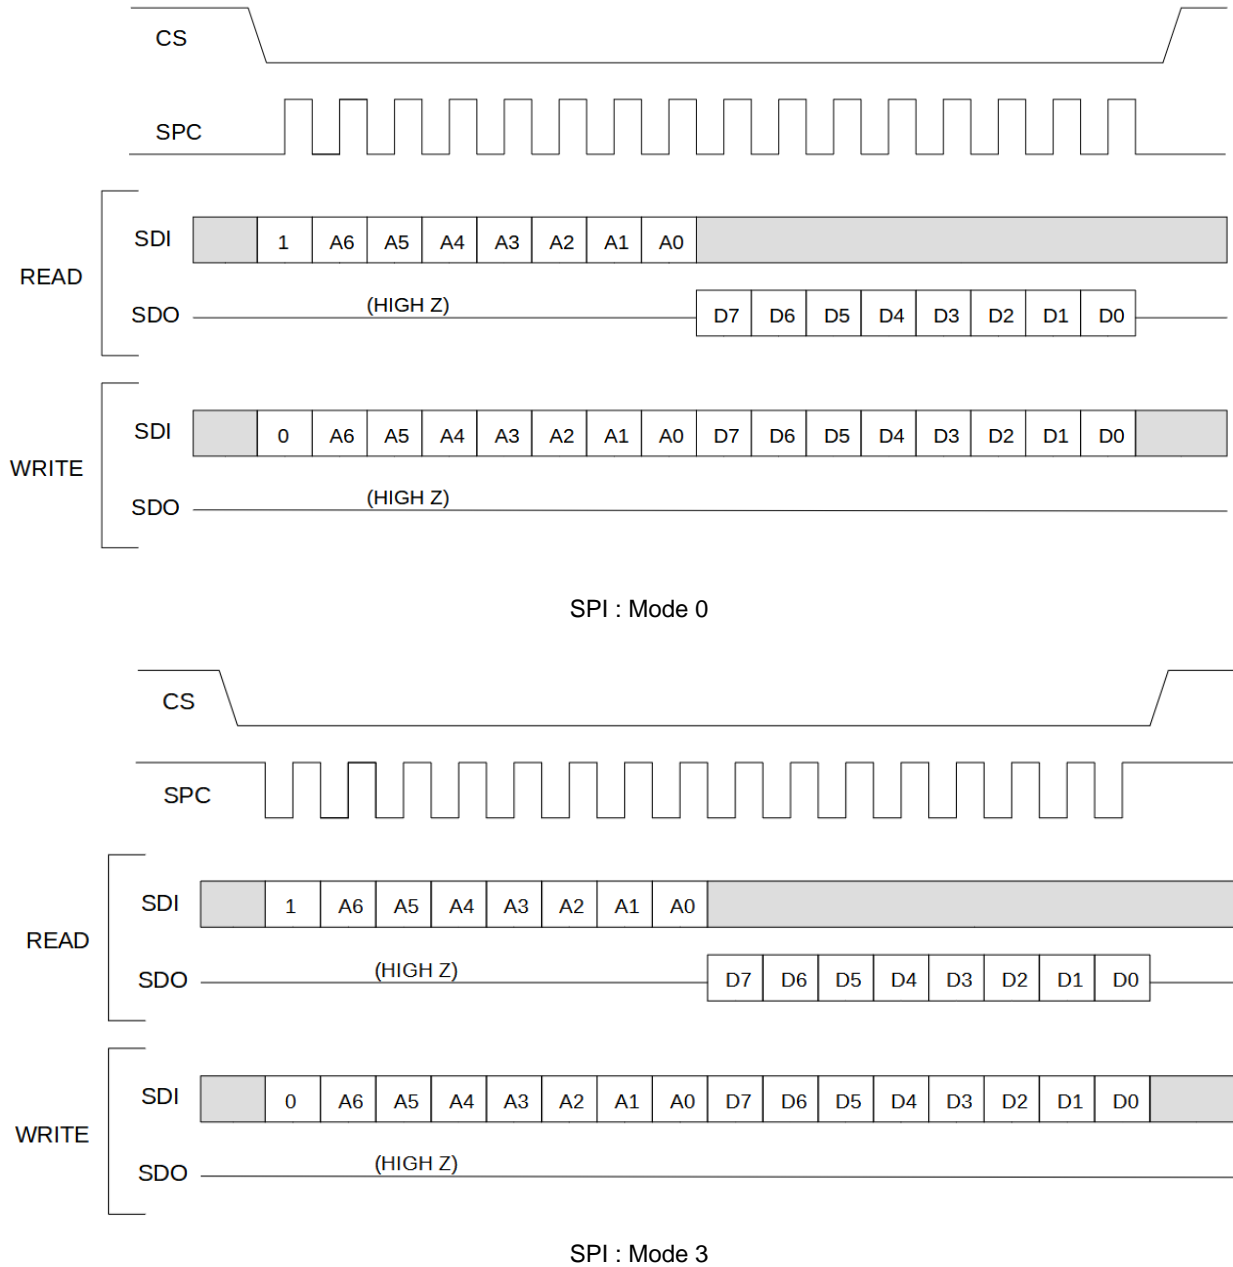 CS
SPC
SDI 1 A6 A5 A4 A3 A2 A1 A0
READ
(HIGH Z)
SDO D7 D6 D5 D4 D3 D2 D1 D0
SDI 0 A6 A5 A4 A3 A2 A1 A0 D7 D6 D5 D4 D3 D2 D1 D0
WRITE
(HIGH Z)
SDO
SPI : Mode 0
CS
SPC
SDI 1 A6 A5 A4 A3 A2 A1 A0
READ
(HIGH Z)
SDO D7 D6 D5 D4 D3 D2 D1 D0
SDI 0 A6 A5 A4 A3 A2 A1 A0 D7 D6 D5 D4 D3 D2 D1 D0
WRITE
(HIGH Z)
SDO
SPI : Mode 3